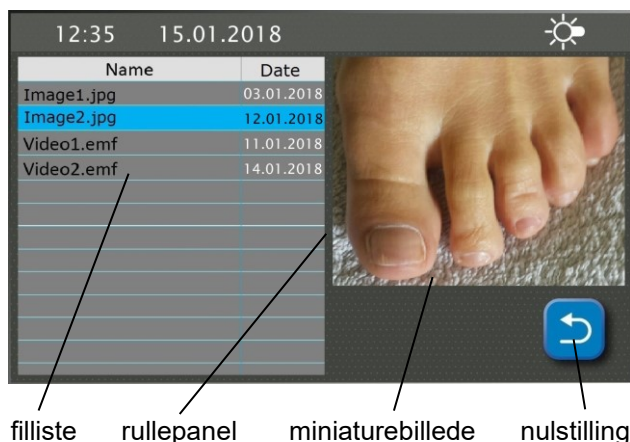 12:35 15.01.2018
Name Date
Image1.jpg 03.01.2018
Image2.jpg 12.01.2018
Video1.emf 11.01.2018
Video2.emf 14.01.2018
filliste rullepanel miniaturebillede nulstilling